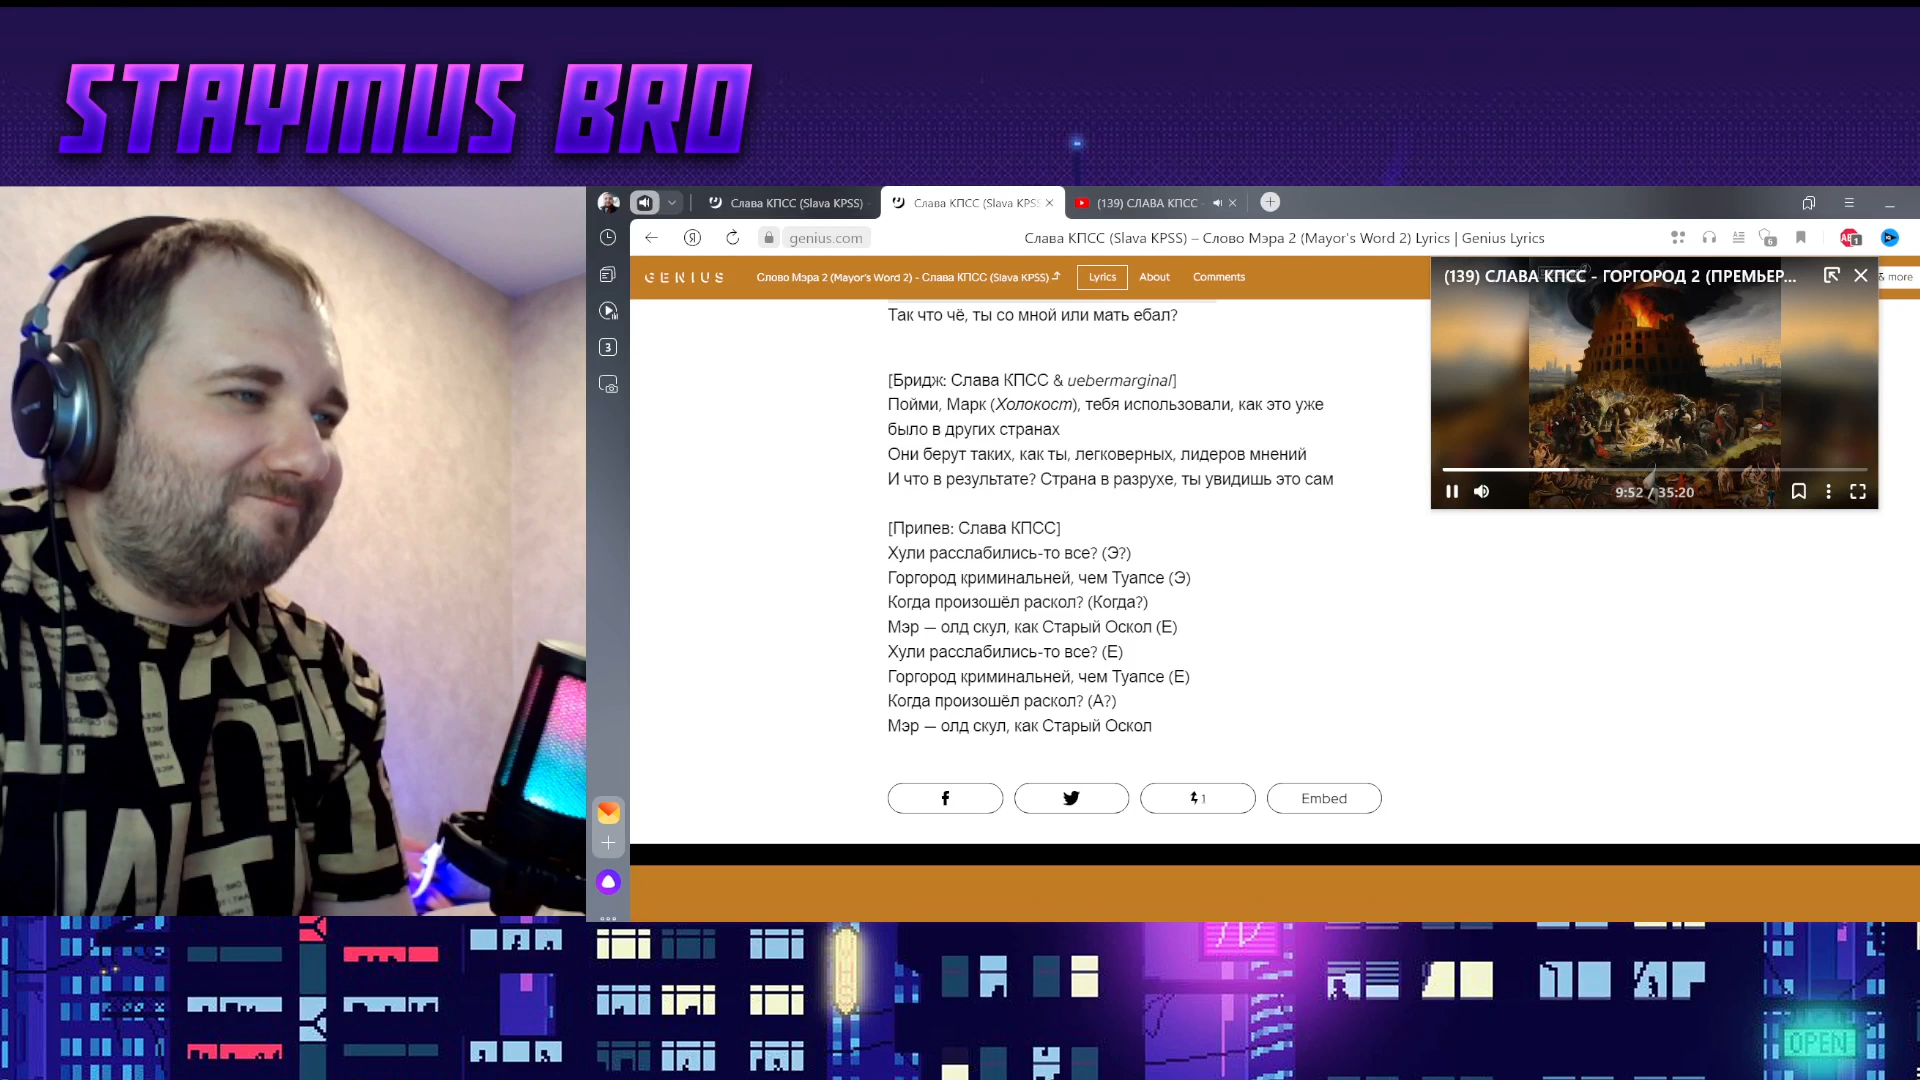 STAYMUS BRO
Слава КПСС (Slava KPSS)
Слава КПСС (Slava KPSS
(139) СЛАВА КПСС -
genius.com
Слава КПСС (Slava KPSS) – Слово Мэра 2 (Mayor's Word 2) Lyrics | Genius Lyrics
6
1
GENIUS
Слово Мэра 2 (Mayor's Word 2) - Слава КПСС (Slava KPSS)
Lyrics
About
Comments
& more
3
Так что чё, ты со мной или мать ебал?
[Бридж: Слава КПСС & uebermarginal]
Пойми, Марк (Холокост), тебя использовали, как это уже
было в других странах
Они берут таких, как ты, легковерных, лидеров мнений
И что в результате? Страна в разрухе, ты увидишь это сам
[Припев: Слава КПСС]
Хули расслабились-то все? (Э?)
Горгород криминальней, чем Туапсе (Э)
Когда произошёл раскол? (Когда?)
Мэр — олд скул, как Старый Оскол (Е)
Хули расслабились-то все? (Е)
Горгород криминальней, чем Туапсе (Е)
Когда произошёл раскол? (А?)
Мэр — олд скул, как Старый Оскол
1
Embed
(139) СЛАВА КПСС - ГОРГОРОД 2 (ПРЕМЬЕР...
9:52 / 35:20
OPEN